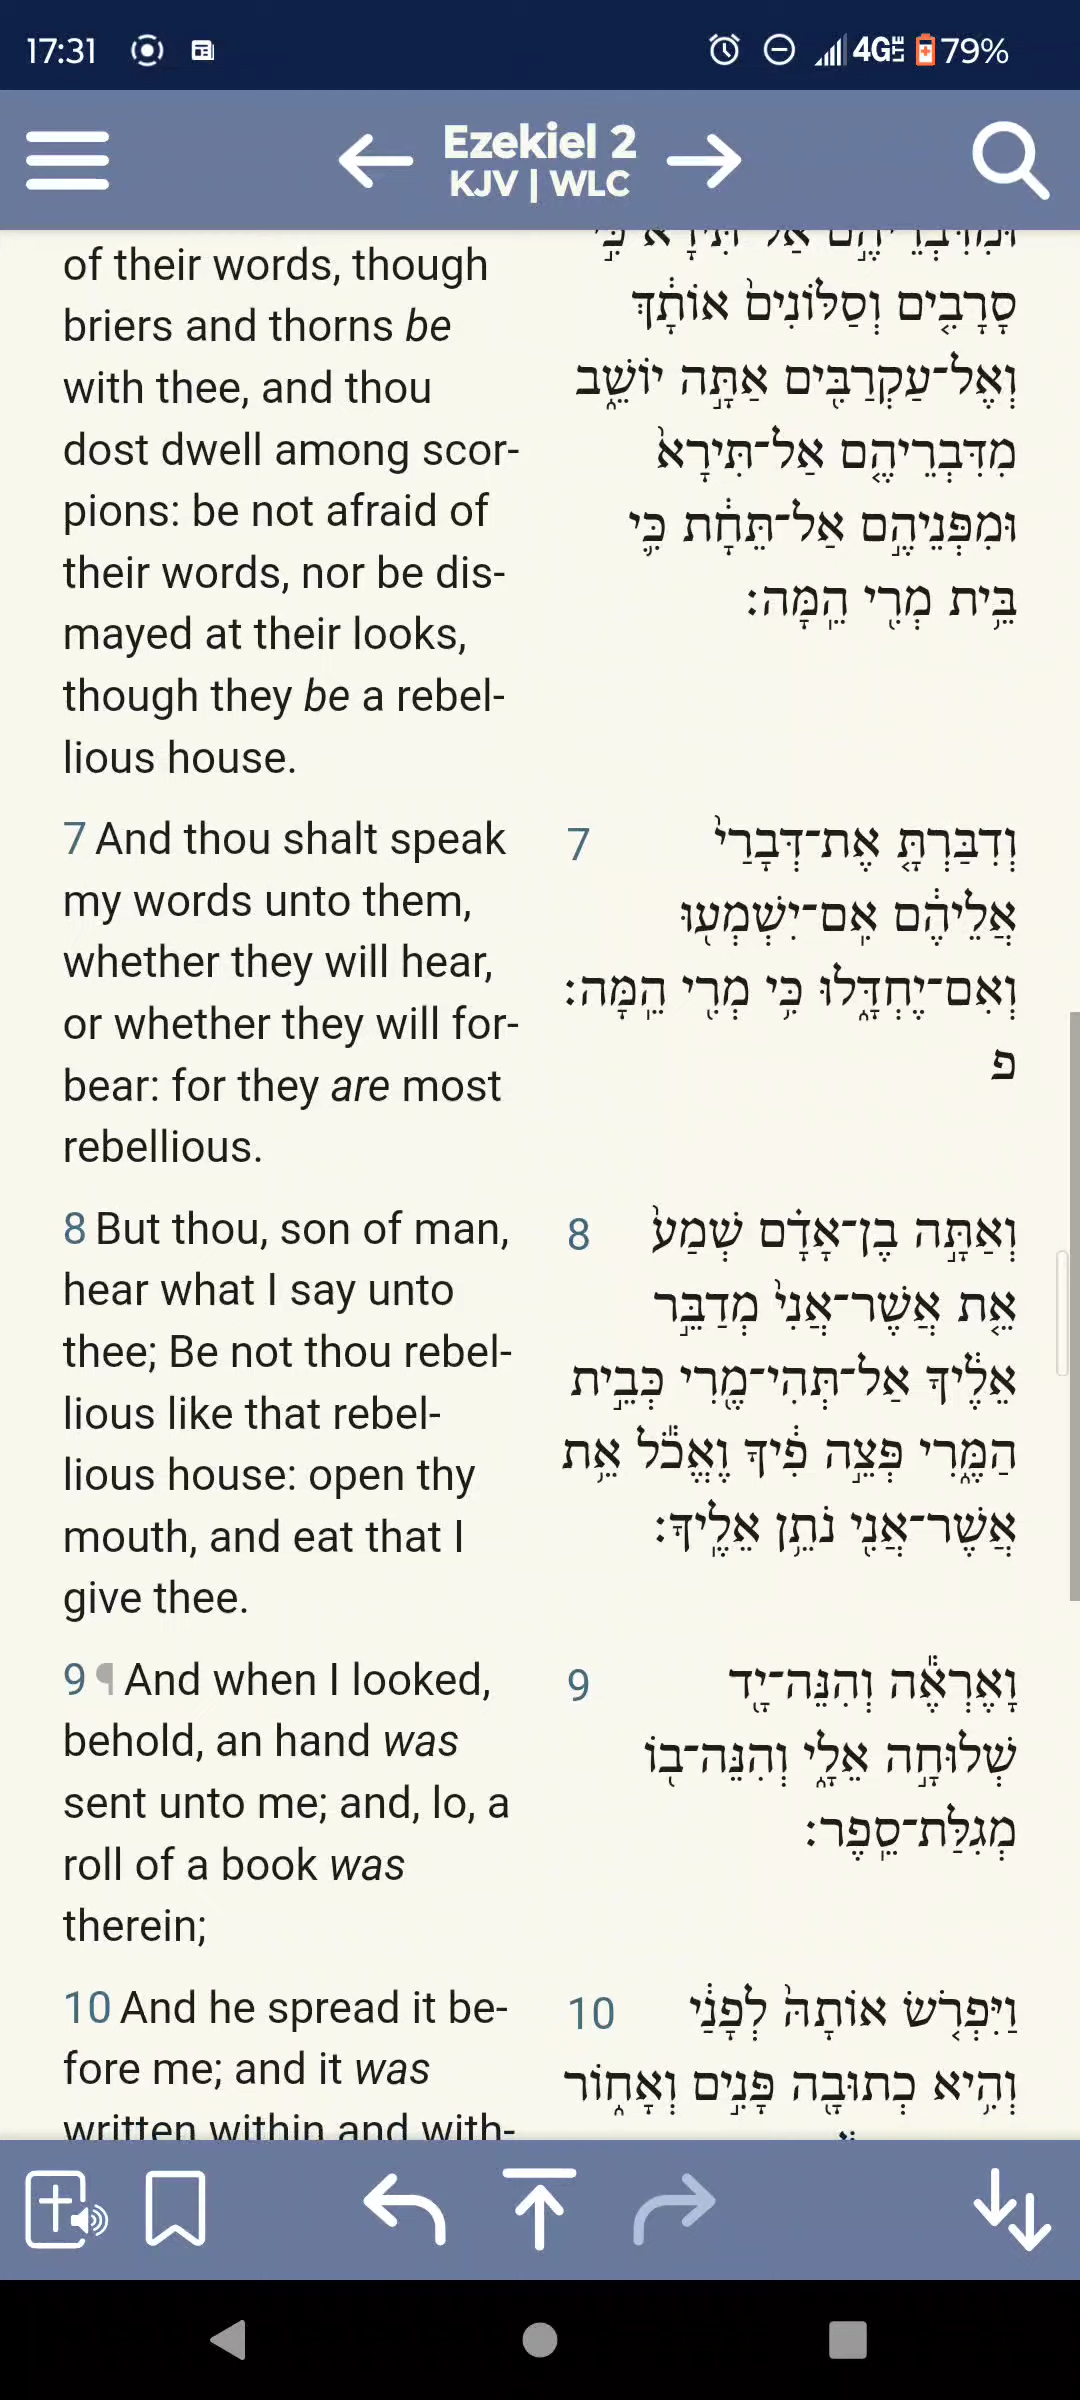 17:31
4G LTE 79%
Ezekiel 2
KJV | WLC
of their words, though
briers and thorns be
with thee, and thou
dost dwell among scor-
pions: be not afraid of
their words, nor be dis-
mayed at their looks,
though they be a rebel-
lious house.
סָרָבִ֤ים וְסַלּוֹנִים֙ אוֹתָ֔ךְ
וְאֶל־עַקְרַבִּ֖ים אַתָּ֣ה יוֹשֵׁ֑ב
מִדִּבְרֵיהֶ֤ם אַל־תִּירָא֙
וּמִפְּנֵיהֶ֣ם אַל־תֵּחָ֔ת כִּ֛י
בֵּ֥ית מְרִ֖י הֵֽמָּה׃
7 And thou shalt speak
my words unto them,
whether they will hear,
or whether they will for-
bear: for they are most
rebellious.
7 וְדִבַּרְתָּ֤ אֶת־דְּבָרַי֙
אֲלֵיהֶ֔ם אִֽם־יִשְׁמְע֖וּ
וְאִם־יֶחְדָּ֑לוּ כִּ֥י מְרִ֖י הֵֽמָּה׃
פ
8 But thou, son of man,
hear what I say unto
thee; Be not thou rebel-
lious like that rebel-
lious house: open thy
mouth, and eat that I
give thee.
8 וְאַתָּ֣ה בֶן־אָדָ֗ם שְׁמַע֙
אֵ֤ת אֲשֶׁר־אֲנִי֙ מְדַבֵּ֣ר
אֵלֶ֔יךָ אַל־תְּהִי־מֶ֖רִי כְּבֵ֣ית
הַמֶּ֑רִי פְּצֵ֣ה פִ֔יךָ וֶאֱכֹ֕ל אֵ֥ת
אֲשֶׁר־אֲנִ֖י נֹתֵ֥ן אֵלֶֽיךָ׃
9 ¶ And when I looked,
behold, an hand was
sent unto me; and, lo, a
roll of a book was
therein;
9 וָאֶרְאֶ֕ה וְהִנֵּה־יָ֖ד
שְׁלוּחָ֣ה אֵלָ֑י וְהִנֵּה־ב֖וֹ
מְגִלַּת־סֵֽפֶר׃
10 And he spread it be-
fore me; and it was
written within and with-
10 וַיִּפְרֹ֤שׂ אוֹתָהּ֙ לְפָנַ֔י
וְהִ֥יא כְתוּבָ֖ה פָּנִ֣ים וְאָח֑וֹר